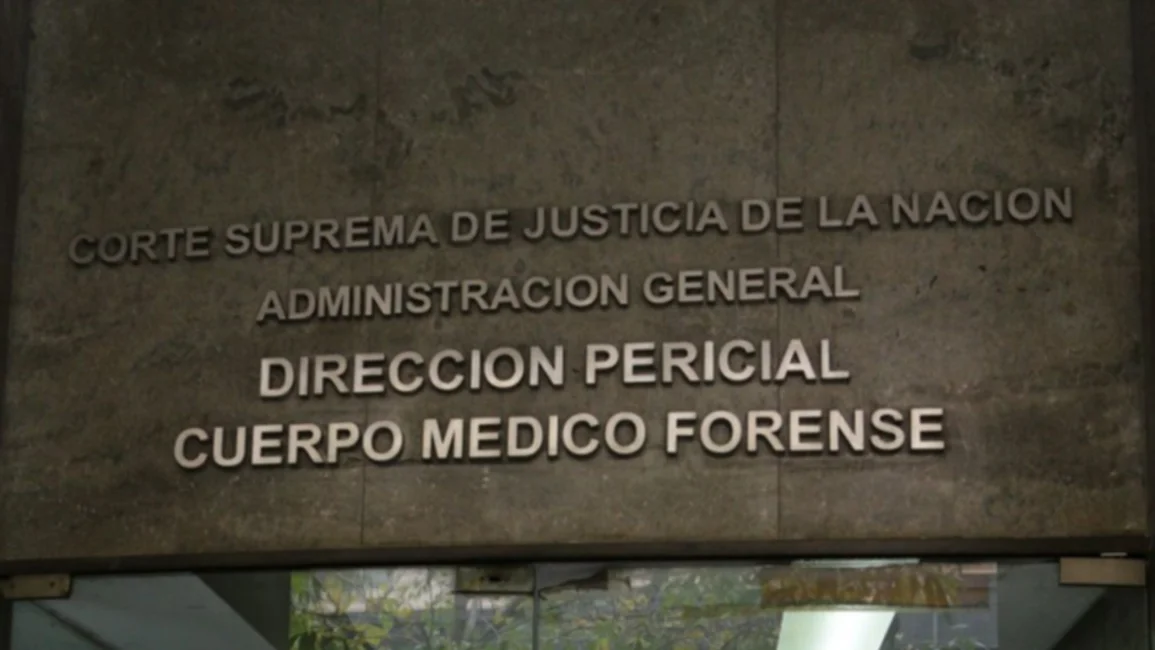 CORTE SUPREMA DE JUSTICIA DE LA NACION
ADMINISTRACION GENERAL
DIRECCION PERICIAL
CUERPO MEDICO FORENSE